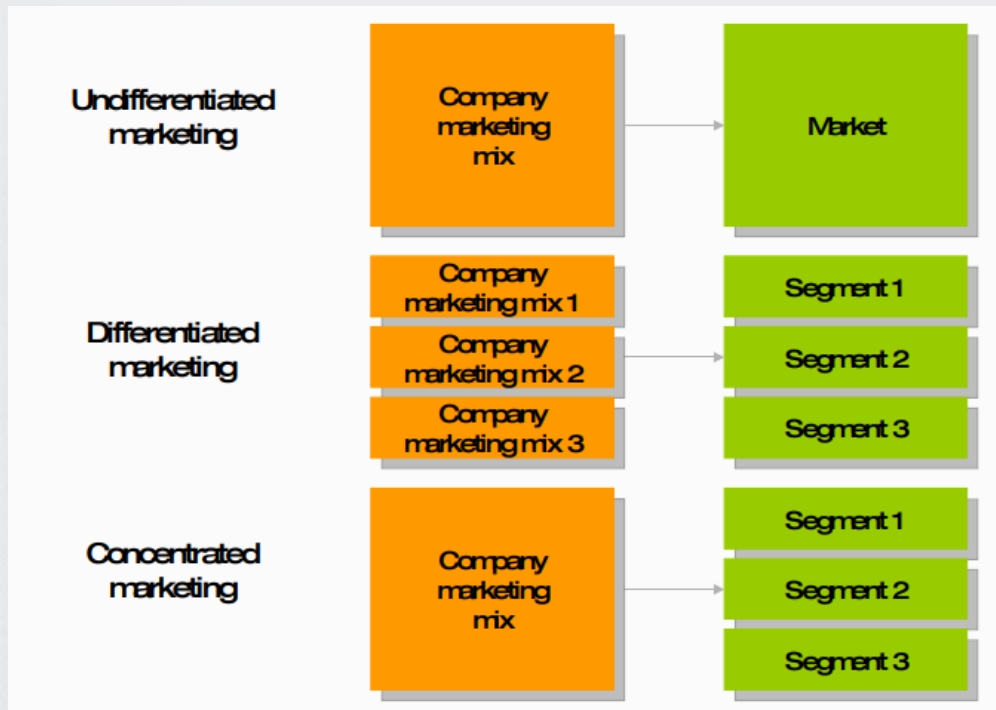 Undifferentiated
marketing
Company
marketing
mix
Market
Differentiated
marketing
Company
marketing mix 1
Company
marketing mix 2
Company
marketing mix 3
Segment 1
Segment 2
Segment 3
Concentrated
marketing
Company
marketing
mix
Segment 1
Segment 2
Segment 3